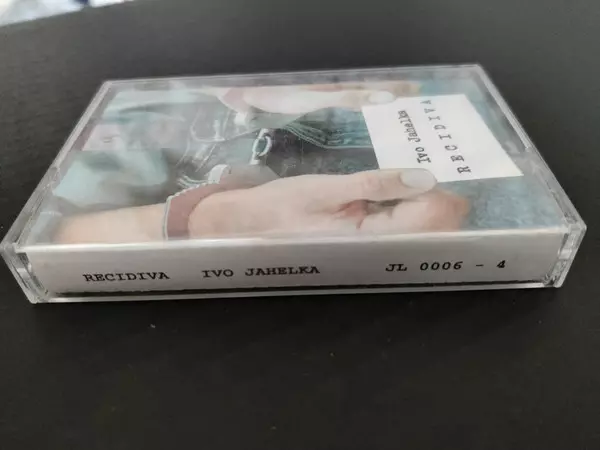 Ivo Jahelka
RECIDIVA
RECIDIVA IVO JAHELKA JL 0006 - 4